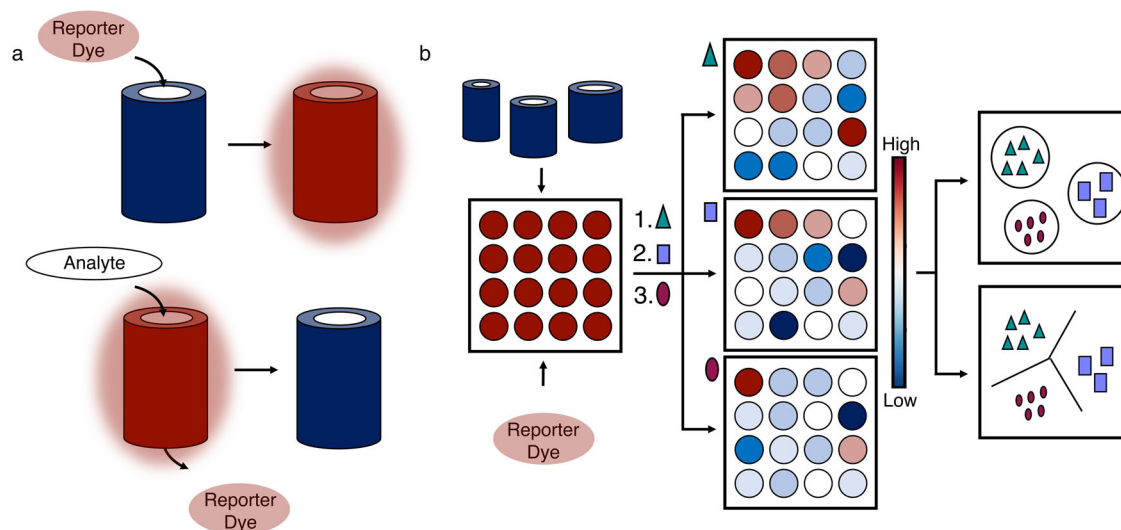 a
Reporter
Dye
Analyte
Reporter
Dye
b
1.
2.
3.
Reporter
Dye
High
Low